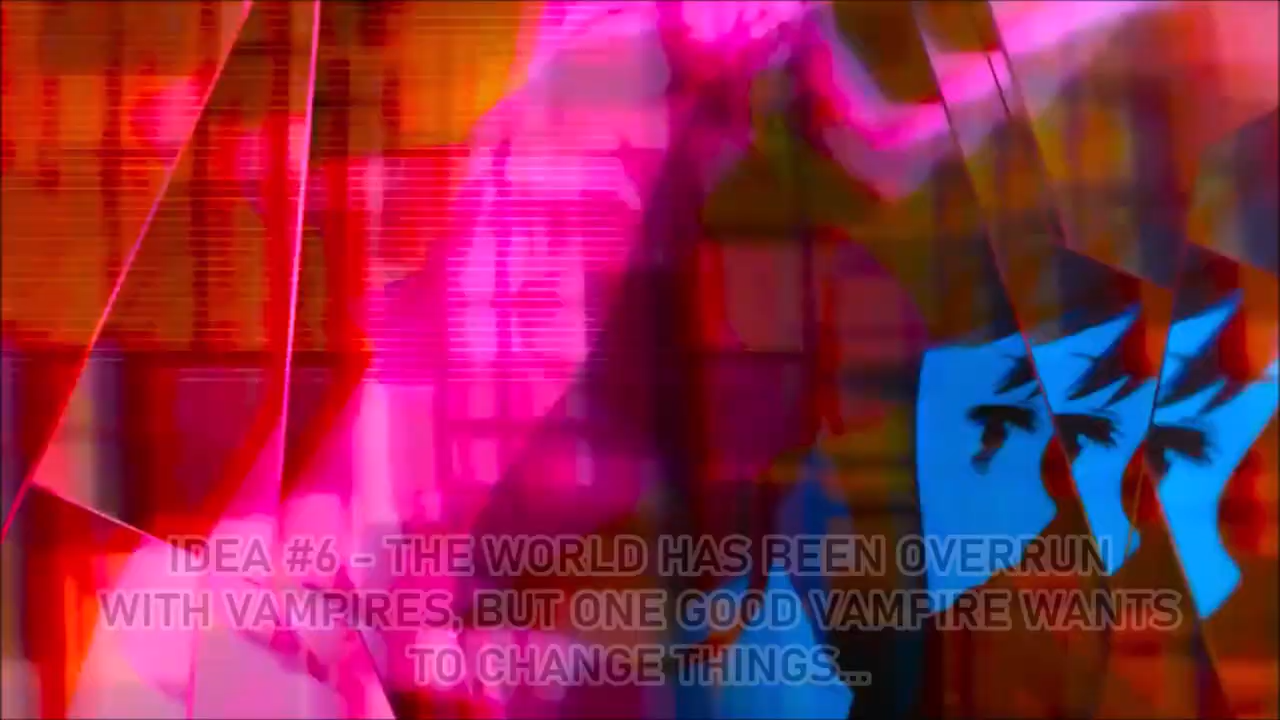 IDEA #6 - THE WORLD HAS BEEN OVERRUN
WITH VAMPIRES, BUT ONE GOOD VAMPIRE WANTS
TO CHANGE THINGS...